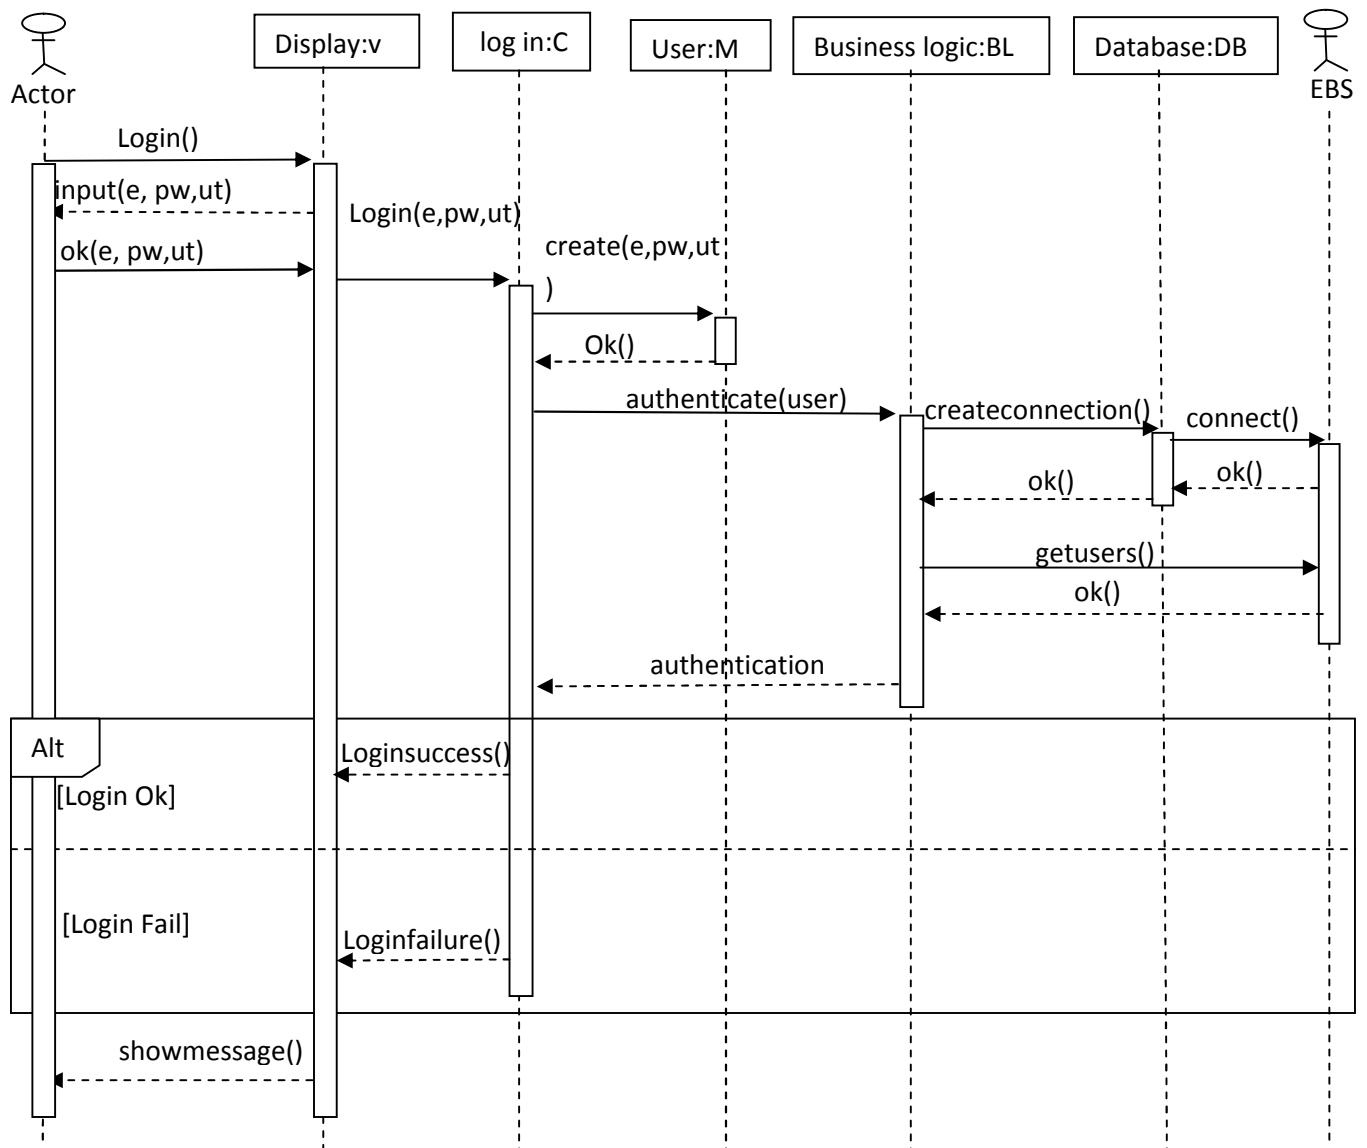 Display:v
log in:C
User:M
Business logic:BL
Database:DB
Actor
EBS
Login()
input(e, pw,ut)
Login(e,pw,ut)
ok(e, pw,ut)
create(e,pw,ut
)
Ok()
authenticate(user)
createconnection()
connect()
ok()
ok()
getusers()
ok()
authentication
Alt
Loginsuccess()
[Login Ok]
[Login Fail]
Loginfailure()
showmessage()